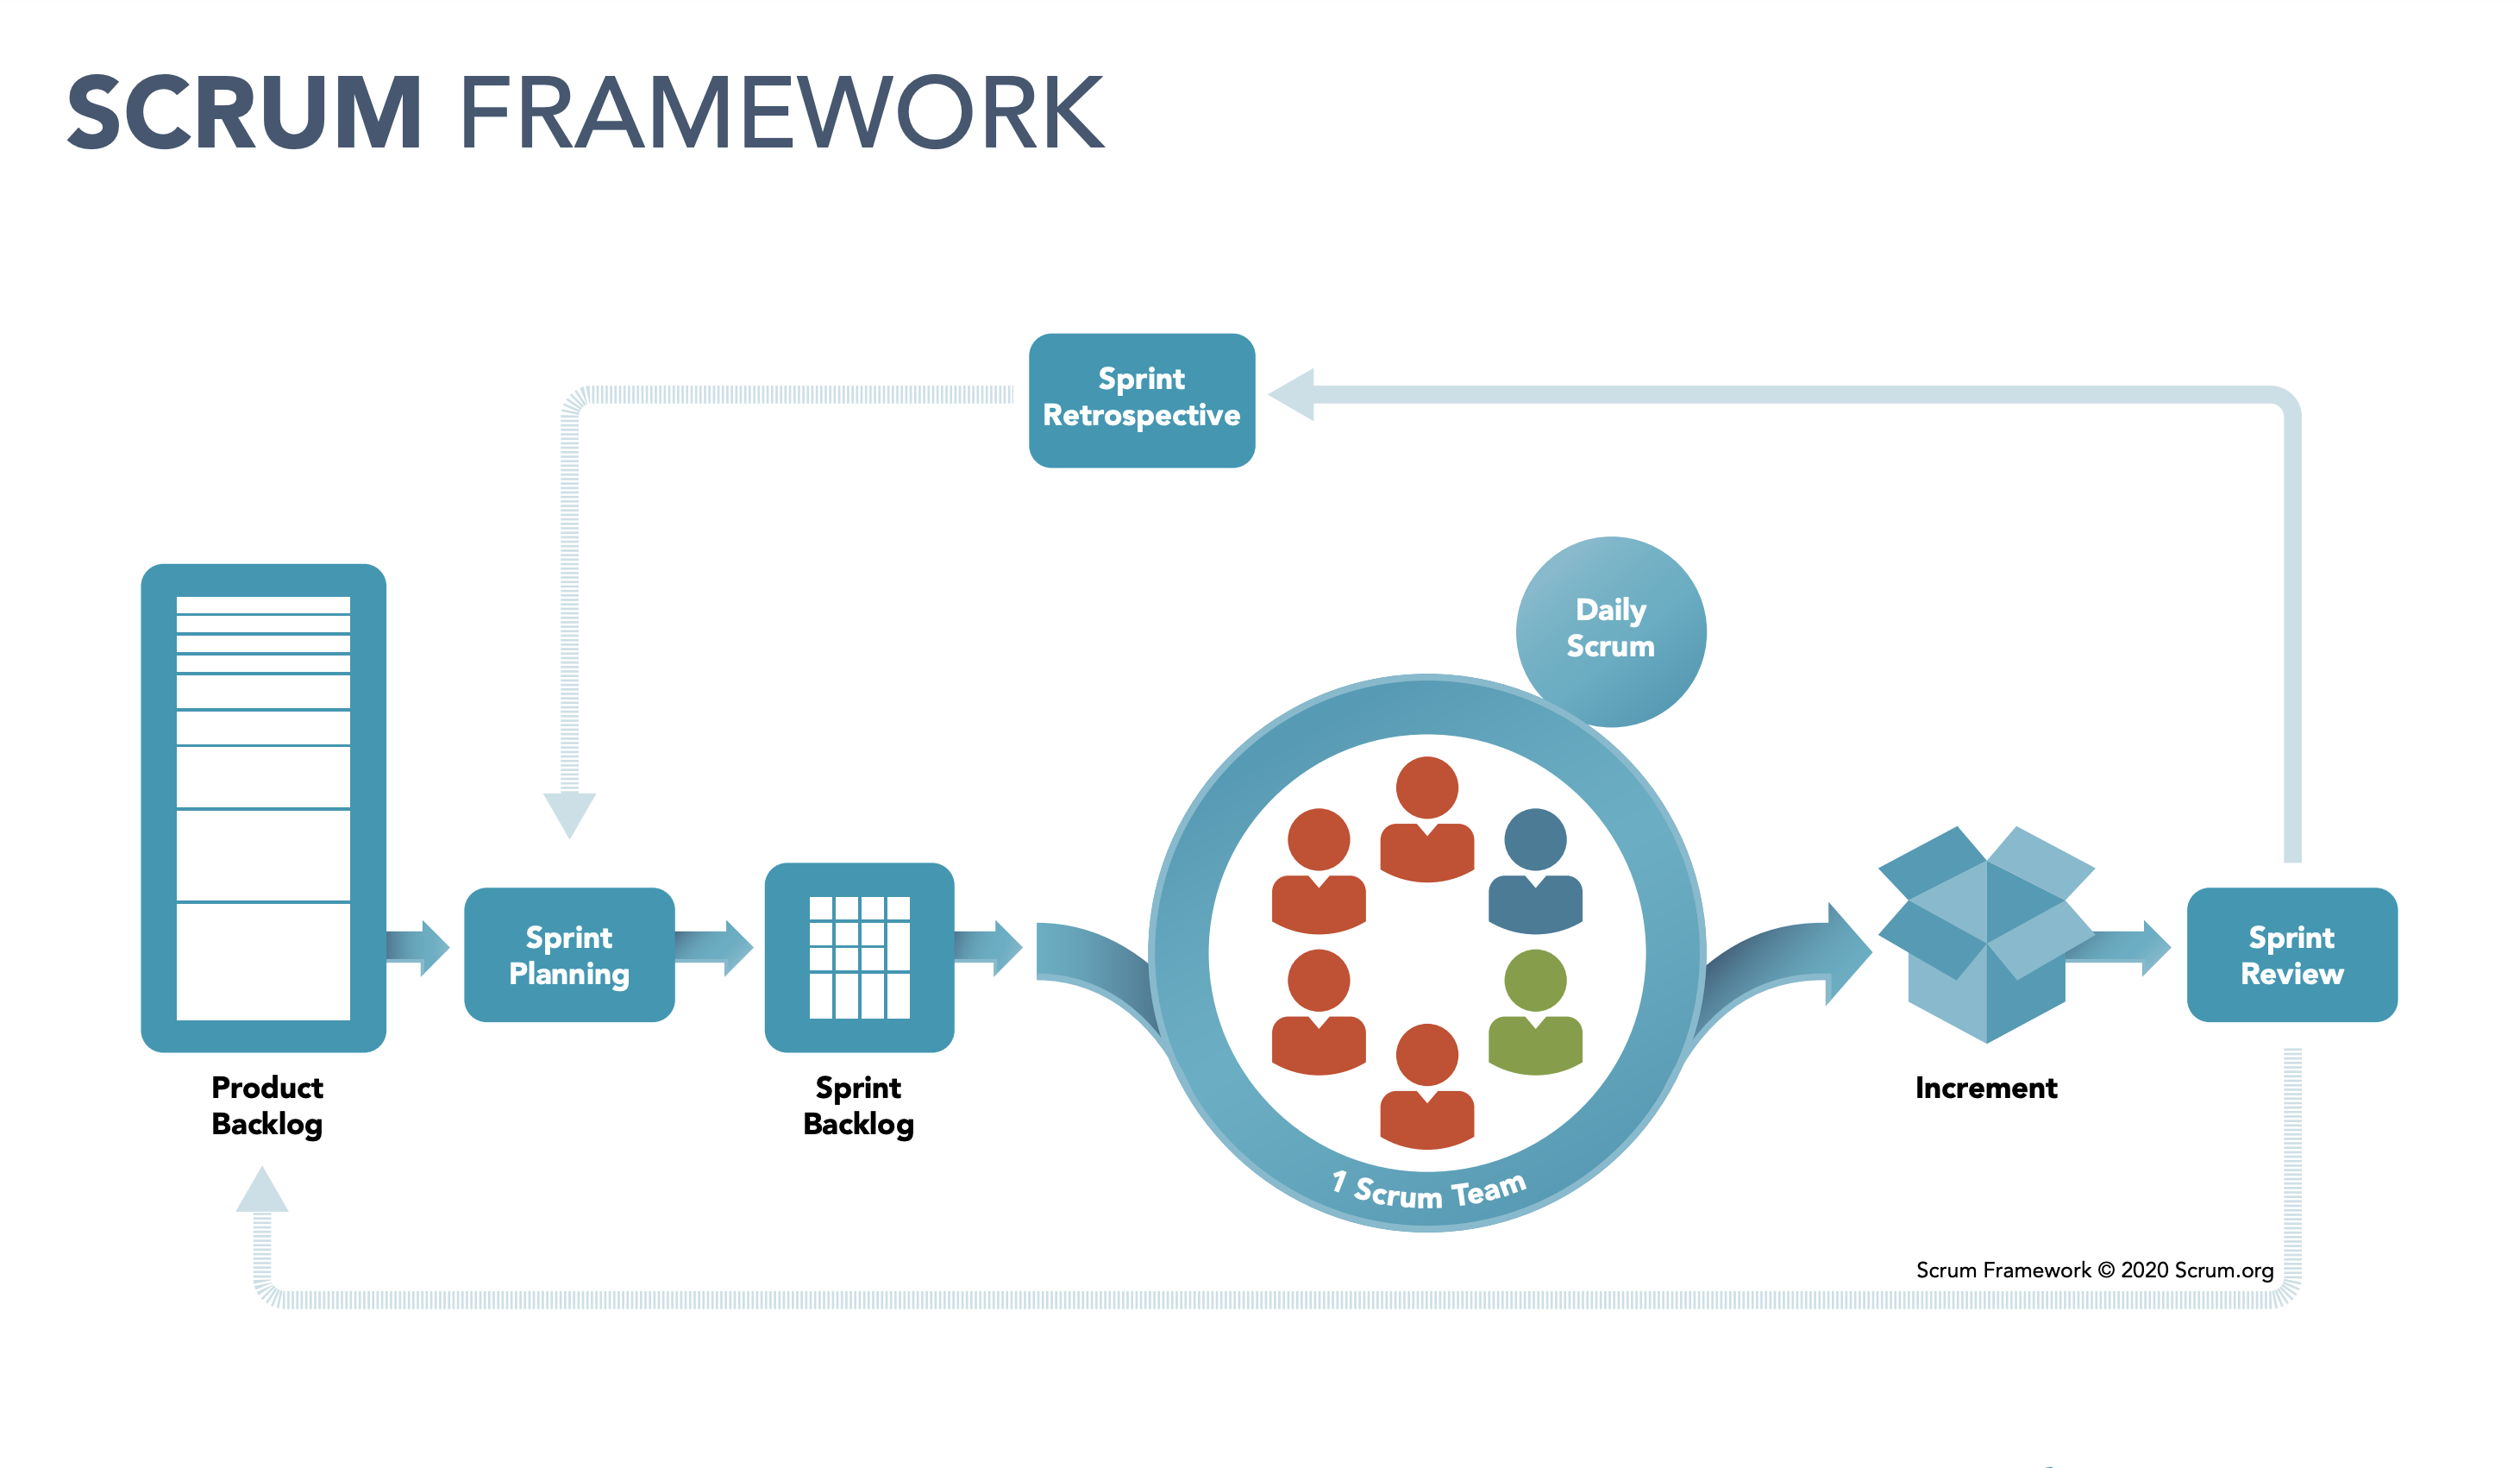 SCRUM FRAMEWORK
Sprint
Retrospective
Daily
Scrum
Sprint
Planning
Sprint
Review
Product
Backlog
Sprint
Backlog
Increment
1 Scrum Team
Scrum Framework © 2020 Scrum.org